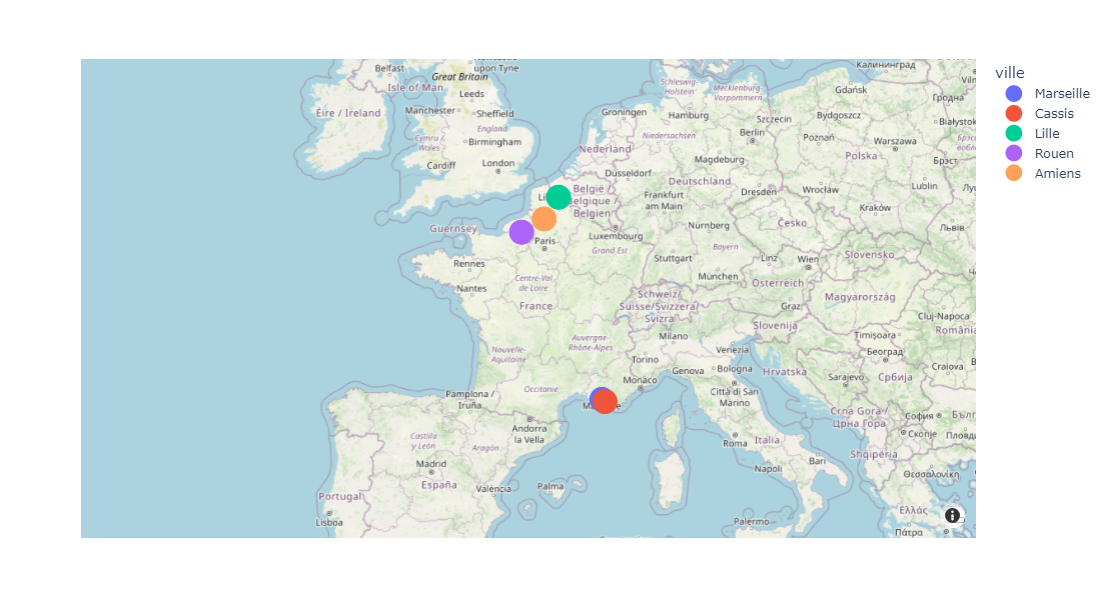 ville
Marseille
Cassis
Lille
Rouen
Amiens
Belfast
upon Tyne
Great Britain
Isle of Man
Leeds
Éire / Ireland
Manchester
Sheffield
England
Cymru /
Wales
Birmingham
Cardiff
London
Guernsey
Groningen
Nederland
Schleswig-
Holstein
Mecklenburg-
Vorpommern
Hamburg
Niedersachsen
Berlin
Magdeburg
Düsseldorf
Deutschland
Frankfurt
am Main
Dresden
Nürnberg
Bayern
Stuttgart
München
België
Belgique /
Belgien
Luxembourg
Grand Est
Paris
Rennes
Nantes
Centre-Val
de Loire
France
Nouvelle-
Aquitaine
Auvergne-
Rhône-Alpes
Occitanie
Schweiz/
Suisse/Svizzera/
Svizra
Калининград
Gdańsk
Гродна
Szczecin
Bydgoszcz
Białystok
Poznań
Warszawa
Polska
Брэст
Wrocław
Lublin
Kraków
Львів
Česko
Slovensko
Linz
Wien
Österreich
Graz
Magyarország
Slovenija
Cluj-Napoca
România
Timișoara
Београд
Craiova
Milano
Venezia
Torino
Genova
Bologna
Hrvatska
Sarajevo
Србија
Monaco
Città di San
Marino
Crna Gora /
Црна Гора
София
Скопје
Shqipëria
Roma
Italia
Napoli
Bari
Θεσσαλονίκη
Ελλάς
Πάτρα
Palermo
Pamplona /
Iruña
Andorra
la Vella
Castilla
y León
Aragón
Madrid
España
València
Palma
Portugal
Lisboa